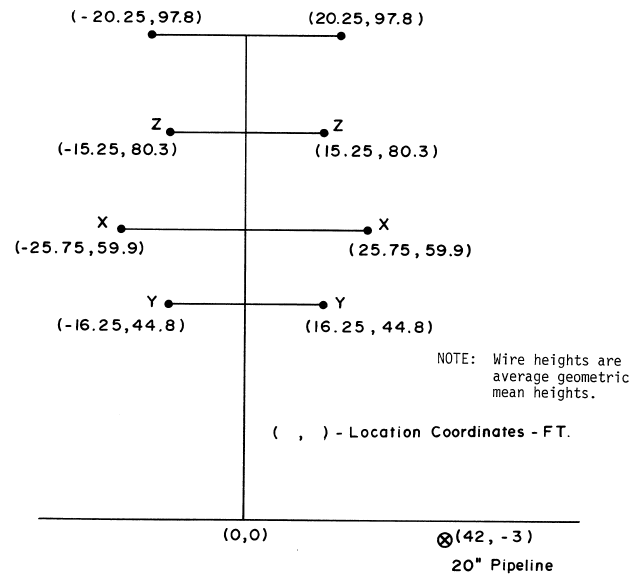 (-20.25,97.8) (20.25,97.8)
Z Z
(-15.25,80.3) (15.25,80.3)
X X
(-25.75,59.9) (25.75,59.9)
Y Y
(-16.25,44.8) (16.25,44.8)
NOTE: Wire heights are
average geometric
mean heights.
( , ) - Location Coordinates - FT.
(0,0) (42,-3)
20" Pipeline